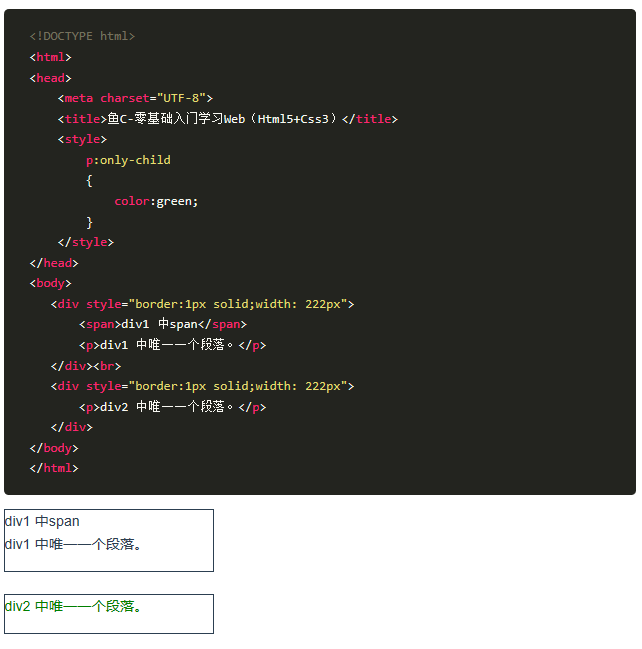 <!DOCTYPE html>
<html>
<head>
    <meta charset="UTF-8">
    <title>鱼C-零基础入门学习Web（Html5+Css3）</title>
    <style>
        p:only-child
        {
            color:green;
        }
    </style>
</head>
<body>
   <div style="border:1px solid;width: 222px">
       <span>div1 中span</span>
       <p>div1 中唯一一个段落。</p>
   </div><br>
   <div style="border:1px solid;width: 222px">
       <p>div2 中唯一一个段落。</p>
   </div>
</body>
</html>
div1 中span
div1 中唯一一个段落。
div2 中唯一一个段落。